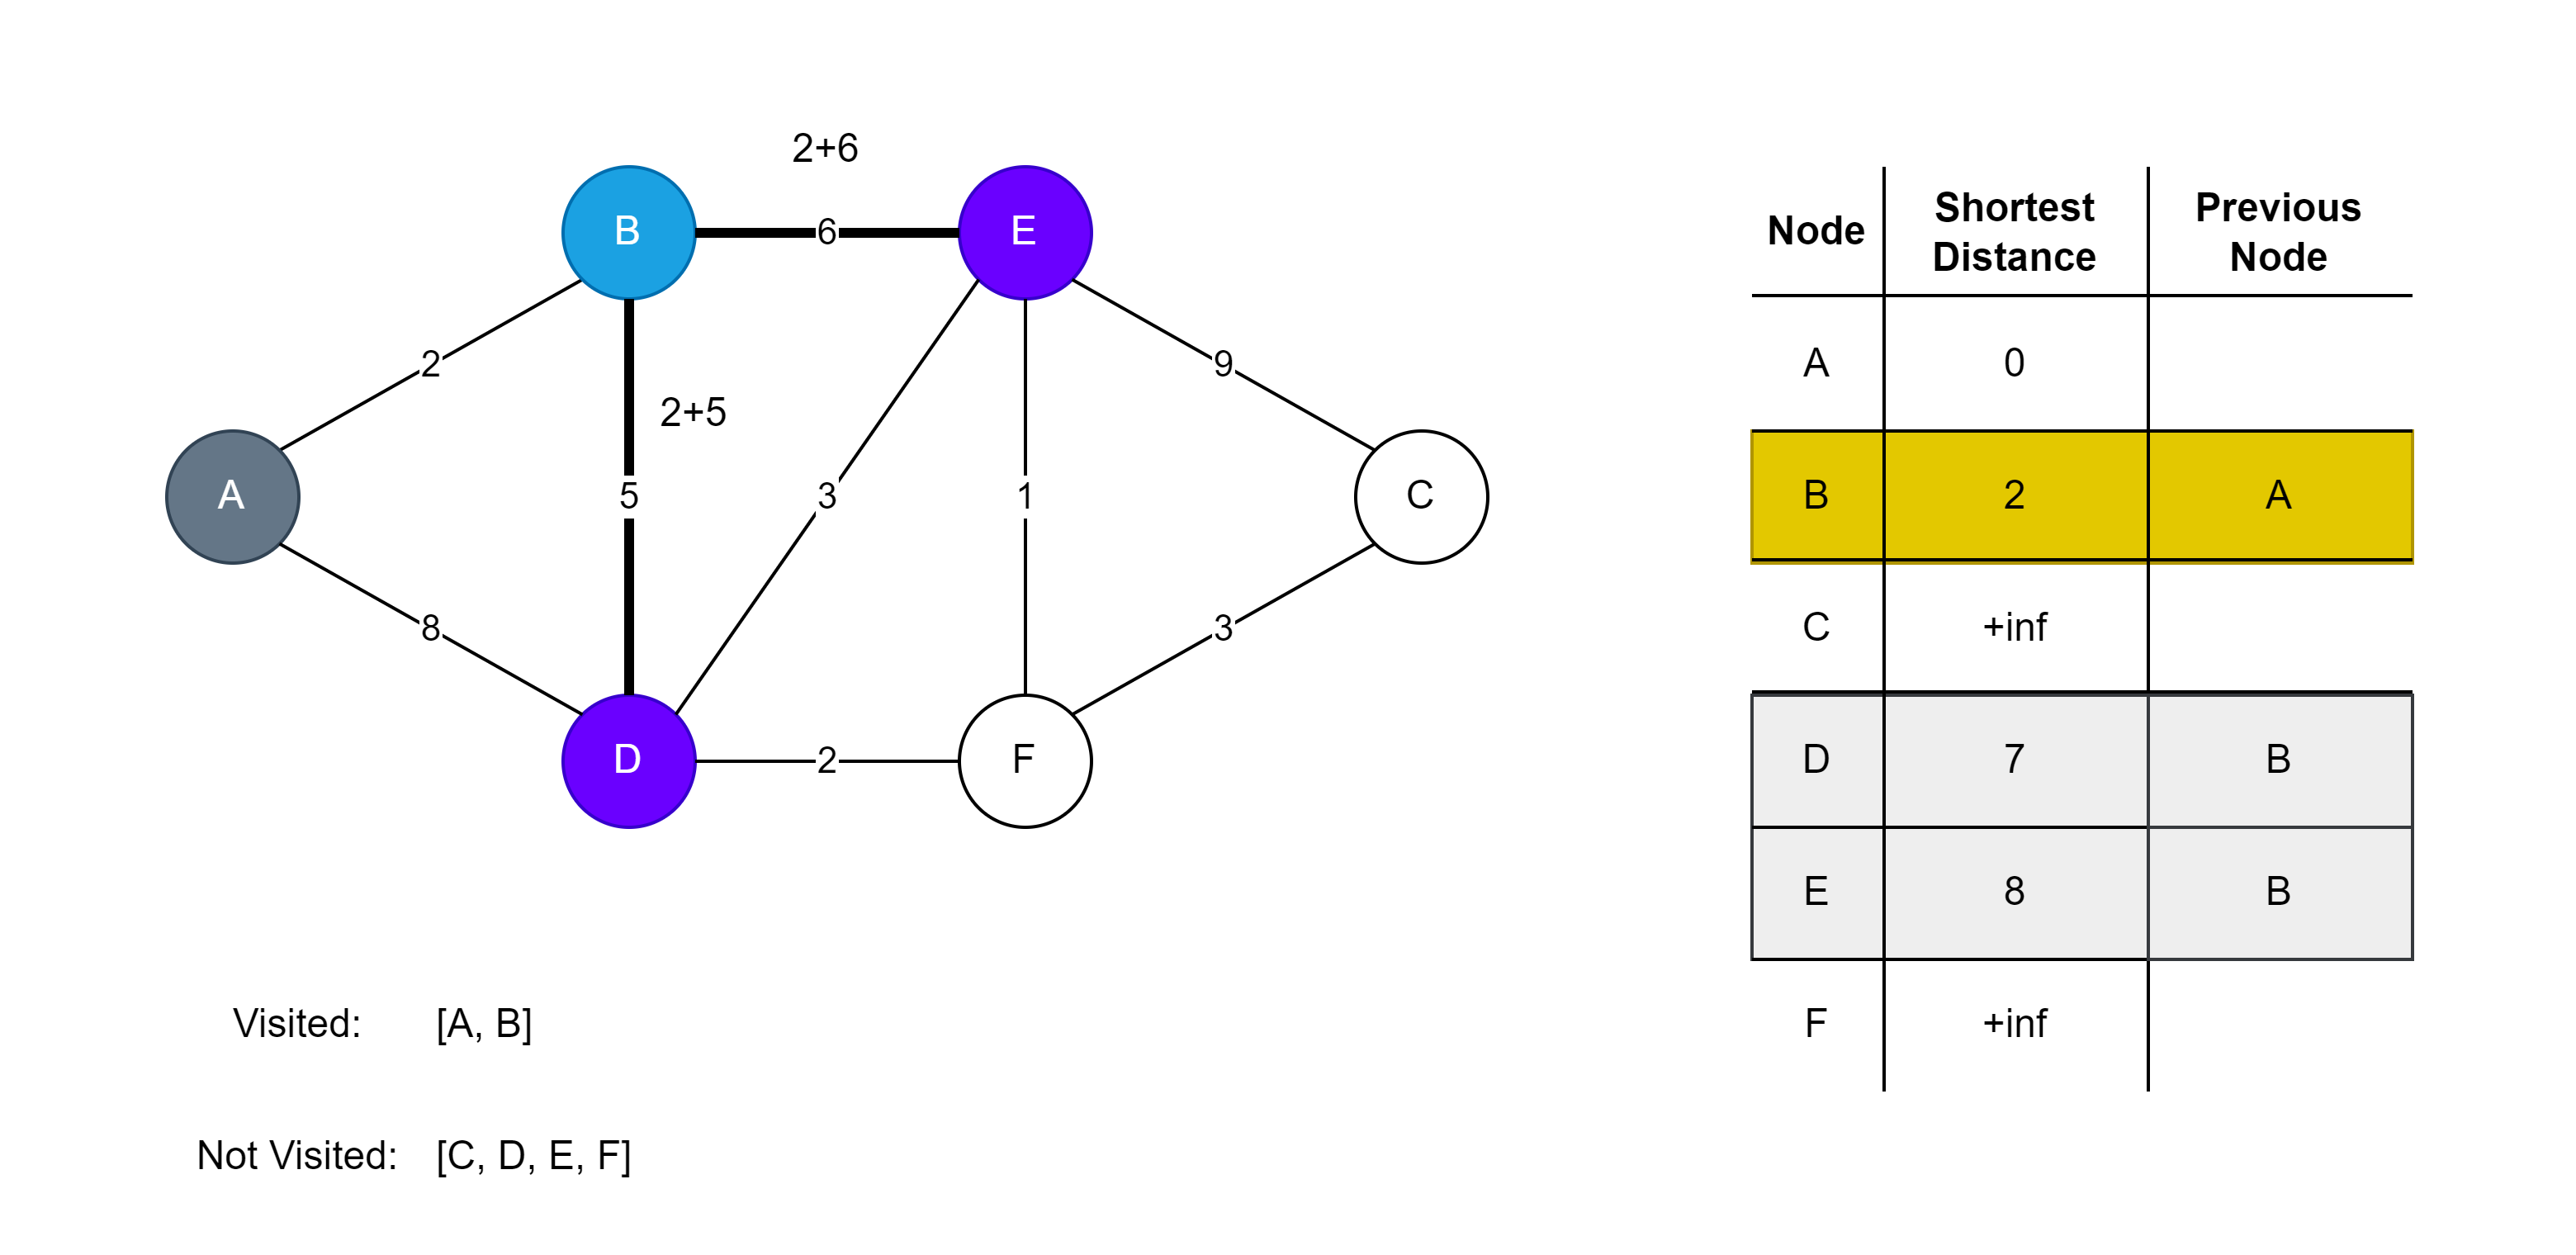 2+6
B
6
E
2
9
2+5
A
5
3
1
C
8
3
D
2
F
Visited: [A, B]
Not Visited: [C, D, E, F]
Node Shortest Distance Previous Node
A 0
B 2 A
C +inf
D 7 B
E 8 B
F +inf